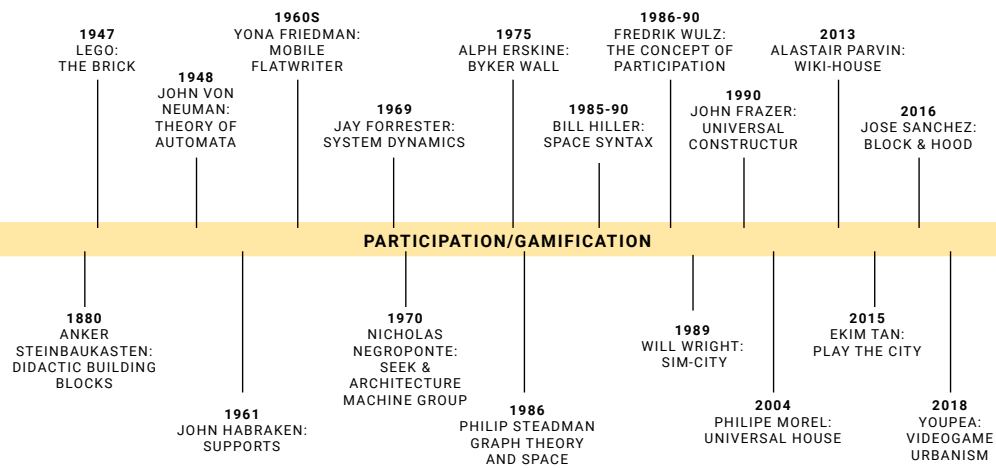 1947
LEGO:
THE BRICK
1948
JOHN VON
NEUMAN:
THEORY OF
AUTOMATA
1960S
YONA FRIEDMAN:
MOBILE
FLATWRITER
1969
JAY FORRESTER:
SYSTEM DYNAMICS
1975
ALPH ERSKINE:
BYKER WALL
1985-90
BILL HILLER:
SPACE SYNTAX
1986-90
FREDRIK WULZ:
THE CONCEPT OF
PARTICIPATION
1990
JOHN FRAZER:
UNIVERSAL
CONSTRUCTUR
2013
ALASTAIR PARVIN:
WIKI-HOUSE
2016
JOSE SANCHEZ:
BLOCK & HOOD
PARTICIPATION/GAMIFICATION
1880
ANKER
STEINBAUKASTEN:
DIDACTIC BUILDING
BLOCKS
1961
JOHN HABRAKEN:
SUPPORTS
1970
NICHOLAS
NEGROPONTE:
SEEK &
ARCHITECTURE
MACHINE GROUP
1986
PHILIP STEADMAN
GRAPH THEORY
AND SPACE
1989
WILL WRIGHT:
SIM-CITY
2004
PHILIPE MOREL:
UNIVERSAL HOUSE
2015
EKIM TAN:
PLAY THE CITY
2018
YOUPEA:
VIDEOGAME
URBANISM